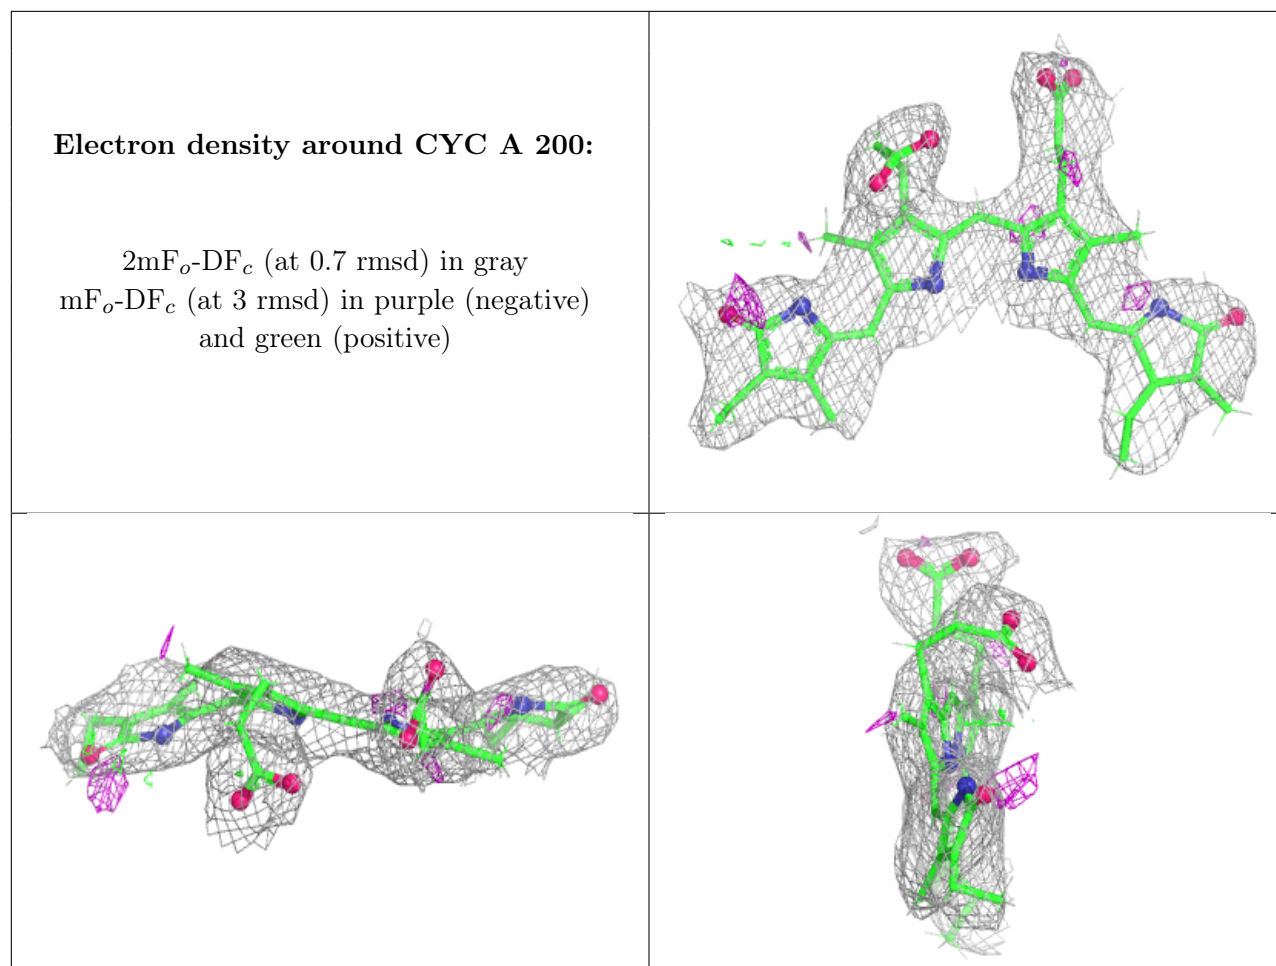 Electron density around CYC A 200:
2mFo-DFc (at 0.7 rmsd) in gray
mFo-DFc (at 3 rmsd) in purple (negative)
and green (positive)